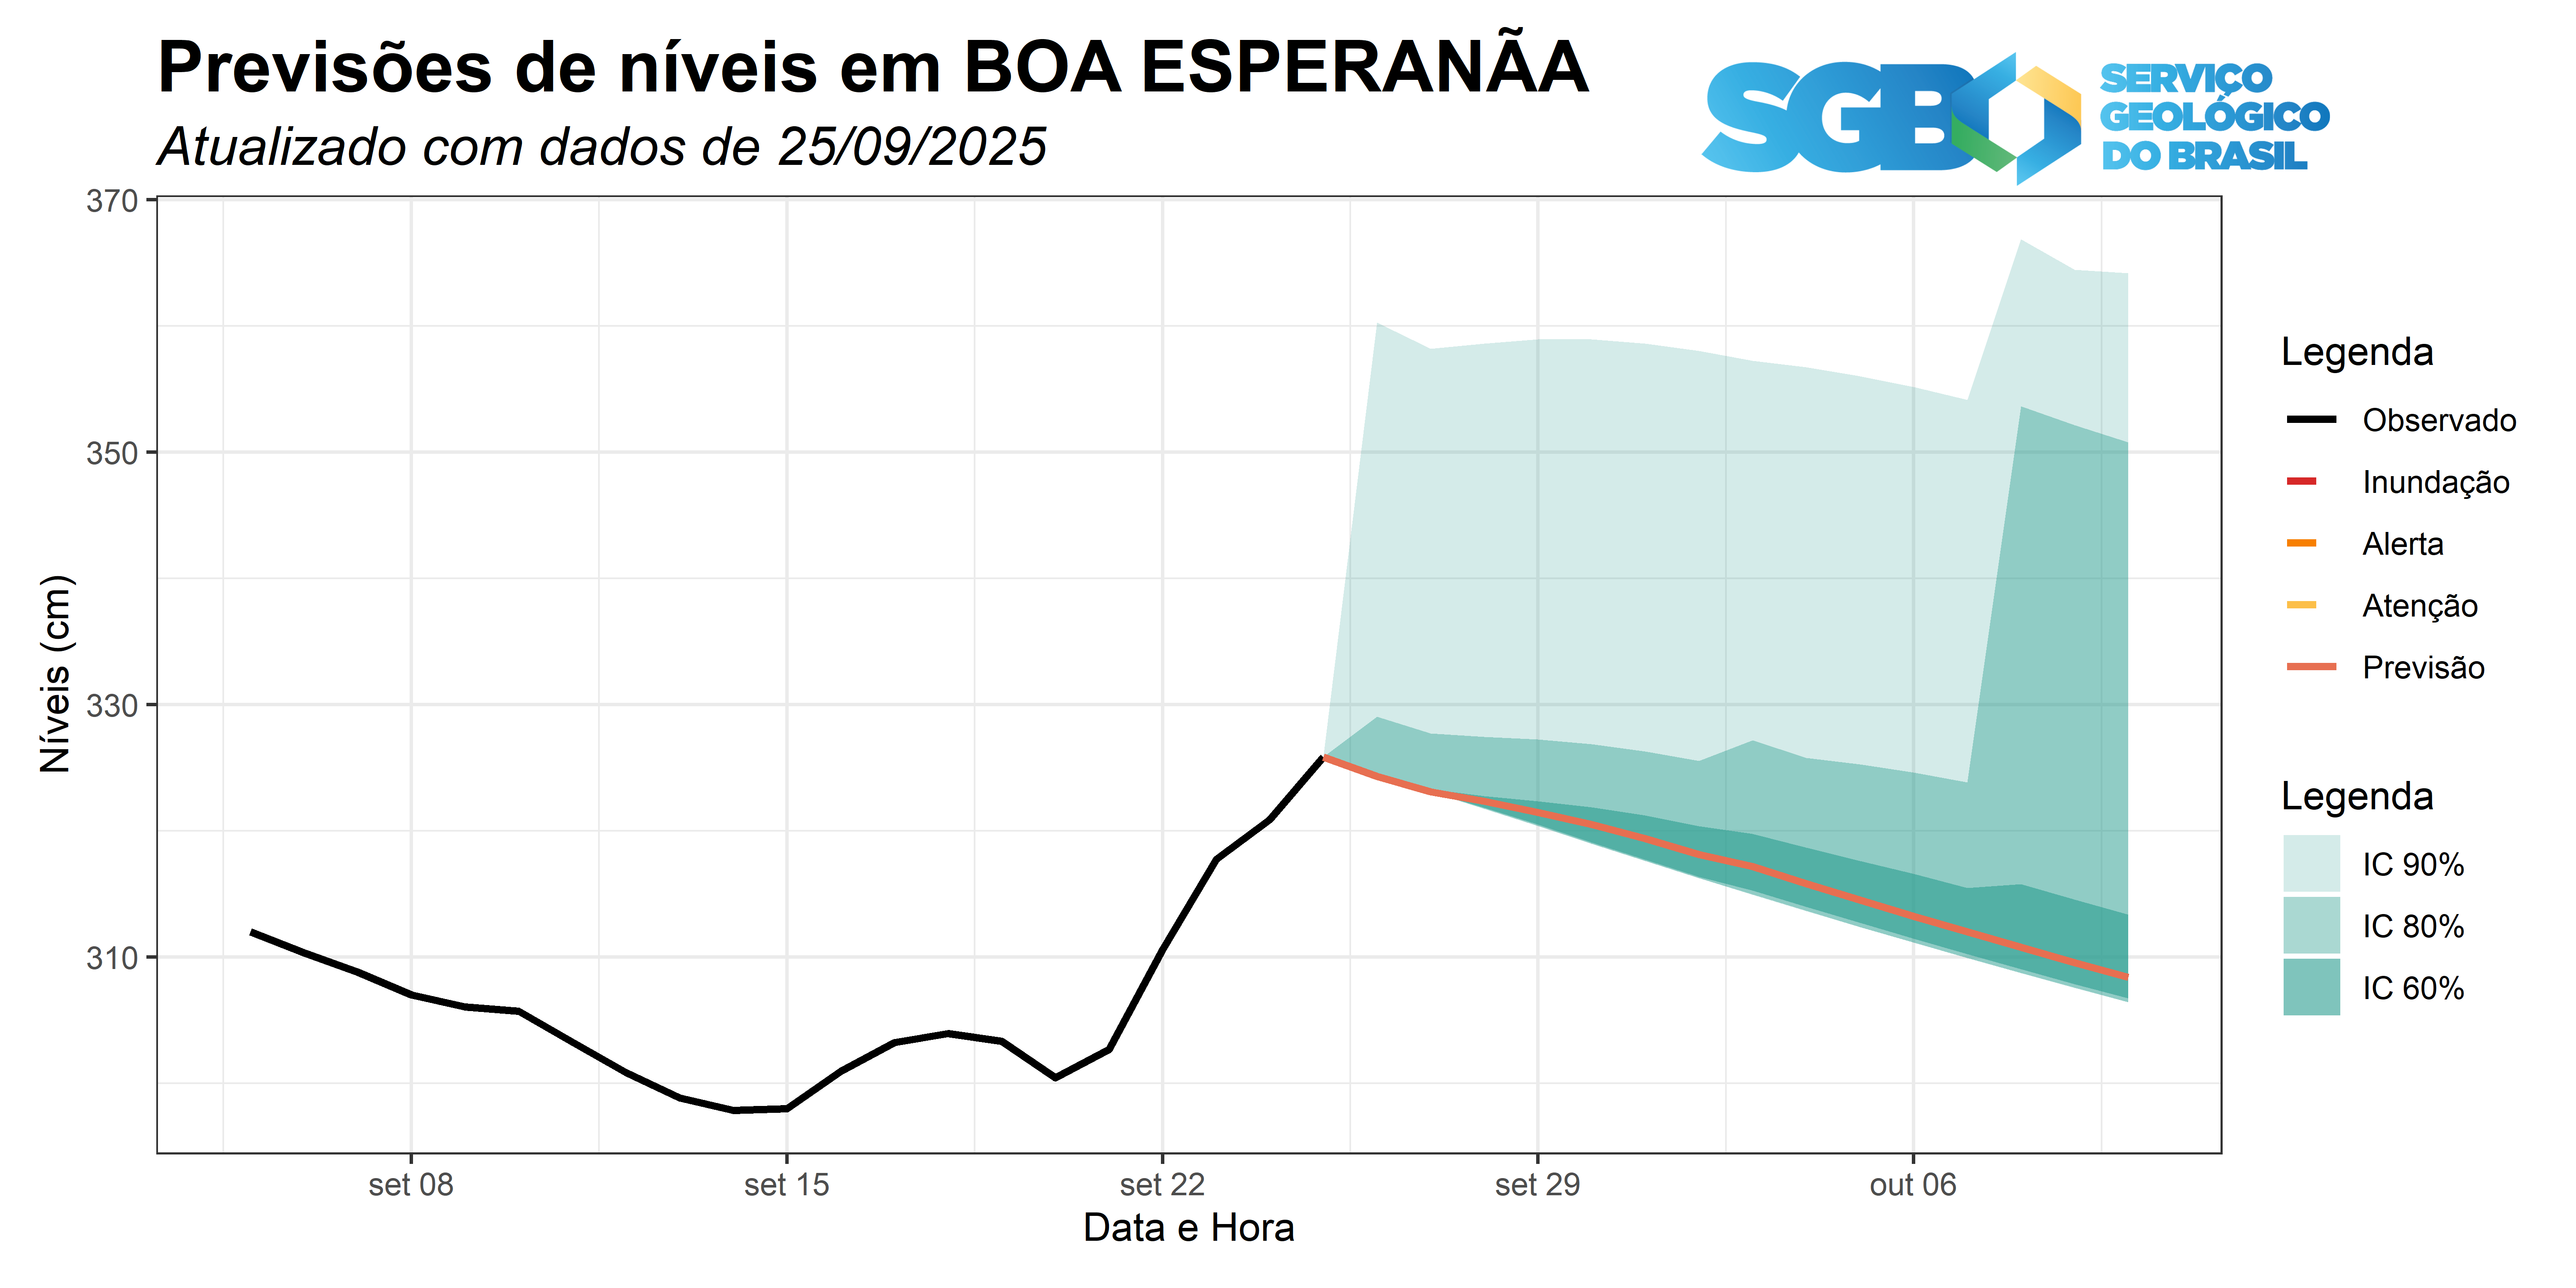 Previsões de níveis em BOA ESPERANÃA
Atualizado com dados de 25/09/2025
SGB
SERVIÇO
GEOLÓGICO
DO BRASIL
370
350
330
310
Níveis (cm)
set 08
set 15
set 22
set 29
out 06
Data e Hora
Legenda
Observado
Inundação
Alerta
Atenção
Previsão
Legenda
IC 90%
IC 80%
IC 60%